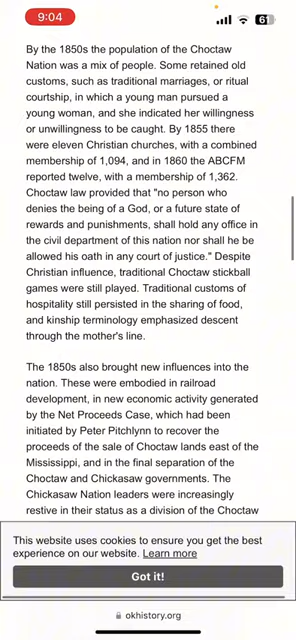 9:04
61
By the 1850s the population of the Choctaw
Nation was a mix of people. Some retained old
customs, such as traditional marriages, or ritual
courtship, in which a young man pursued a
young woman, and she indicated her willingness
or unwillingness to be caught. By 1855 there
were eleven Christian churches, with a combined
membership of 1,094, and in 1860 the ABCFM
reported twelve, with a membership of 1,362.
Choctaw law provided that "no person who
denies the being of a God, or a future state of
rewards and punishments, shall hold any office in
the civil department of this nation nor shall he be
allowed his oath in any court of justice." Despite
Christian influence, traditional Choctaw stickball
games were still played. Traditional customs of
hospitality still persisted in the sharing of food,
and kinship terminology emphasized descent
through the mother's line.
The 1850s also brought new influences into the
nation. These were embodied in railroad
development, in new economic activity generated
by the Net Proceeds Case, which had been
initiated by Peter Pitchlynn to recover the
proceeds of the sale of Choctaw lands east of the
Mississippi, and in the final separation of the
Choctaw and Chickasaw governments. The
Chickasaw Nation leaders were increasingly
restive in their status as a division of the Choctaw
This website uses cookies to ensure you get the best
experience on our website. Learn more
Got it!
okhistory.org